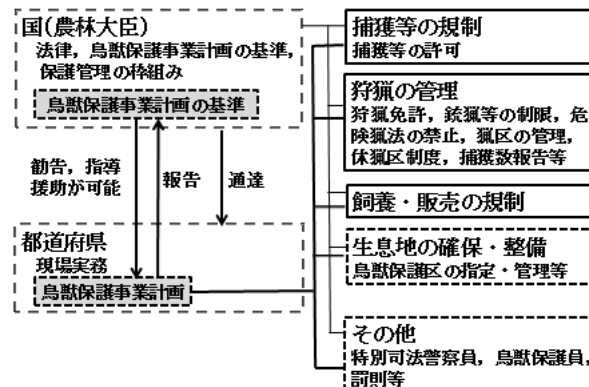 国(農林大臣)
法律，鳥獣保護事業計画の基準，
保護管理の枠組み
鳥獣保護事業計画の基準
勧告，指導
援助が可能
報告
通達
都道府県
現場実務
鳥獣保護事業計画
捕獲等の規制
捕獲等の許可
狩猟の管理
狩猟免許，銃猟等の制限，危
険猟法の禁止，猟区の管理，
休猟区制度，捕獲数報告等
飼養・販売の規制
生息地の確保・整備
鳥獣保護区の指定・管理等
その他
特別司法警察員，鳥獣保護員，
罰則等